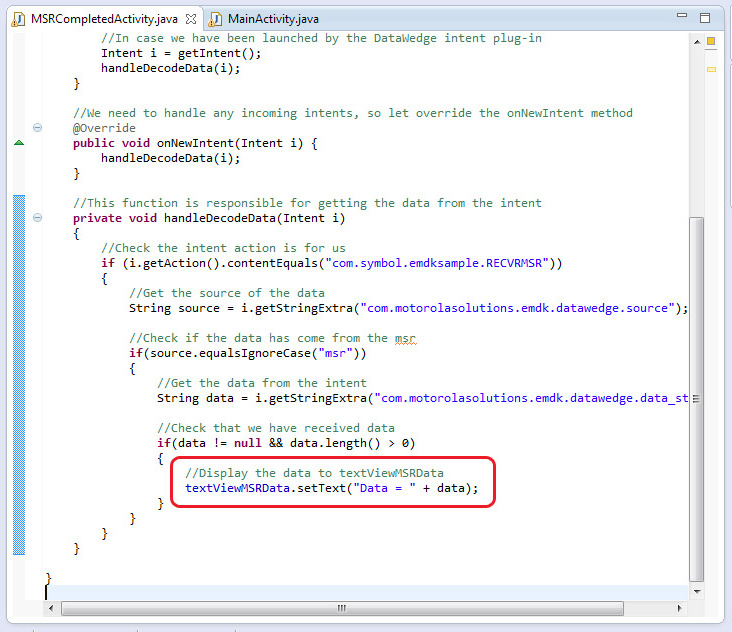 MSRCompletedActivity.java
MainActivity.java
//In case we have been launched by the DataWedge intent plug-in
Intent i = getIntent();
handleDecodeData(i);
}
//We need to handle any incoming intents, so let override the onNewIntent method
@Override
public void onNewIntent(Intent i) {
handleDecodeData(i);
}
//This function is responsible for getting the data from the intent
private void handleDecodeData(Intent i)
{
//Check the intent action is for us
if (i.getAction().contentEquals("com.symbol.emdksample.RECVRMSR"))
{
//Get the source of the data
String source = i.getStringExtra("com.motorolasolutions.emdk.datawedge.source");
//Check if the data has come from the msr
if(source.equalsIgnoreCase("msr"))
{
//Get the data from the intent
String data = i.getStringExtra("com.motorolasolutions.emdk.datawedge.data_st
//Check that we have received data
if(data != null && data.length() > 0)
{
//Display the data to textViewMSRData
textViewMSRData.setText("Data = " + data);
}
}
}
}
}